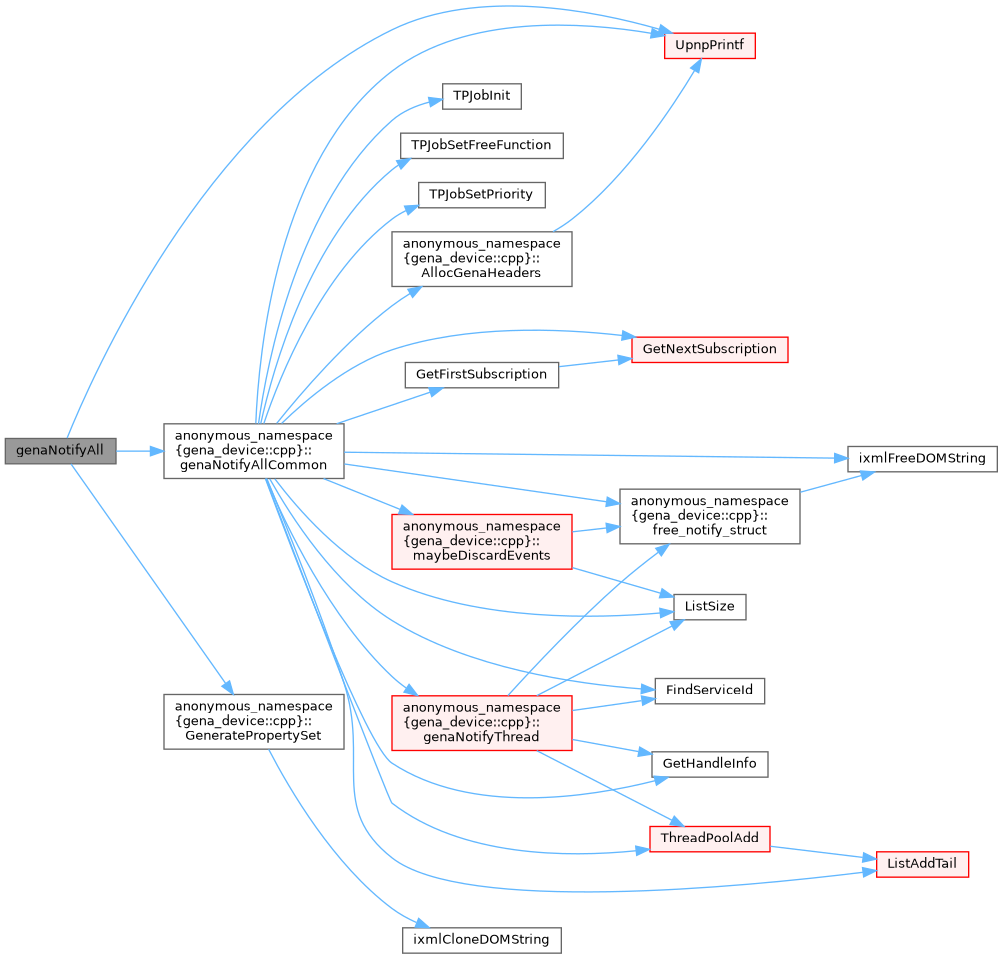 UpnpPrintf
TPJobInit
TPJobSetFreeFunction
TPJobSetPriority
anonymous_namespace
{gena_device::cpp}::
AllocGenaHeaders
GetNextSubscription
GetFirstSubscription
genaNotifyAll
anonymous_namespace
{gena_device::cpp}::
genaNotifyAllCommon
ixmlFreeDOMString
anonymous_namespace
{gena_device::cpp}::
free_notify_struct
anonymous_namespace
{gena_device::cpp}::
maybeDiscardEvents
ListSize
FindServiceId
anonymous_namespace
{gena_device::cpp}::
GeneratePropertySet
anonymous_namespace
{gena_device::cpp}::
genaNotifyThread
GetHandleInfo
ThreadPoolAdd
ListAddTail
ixmlCloneDOMString